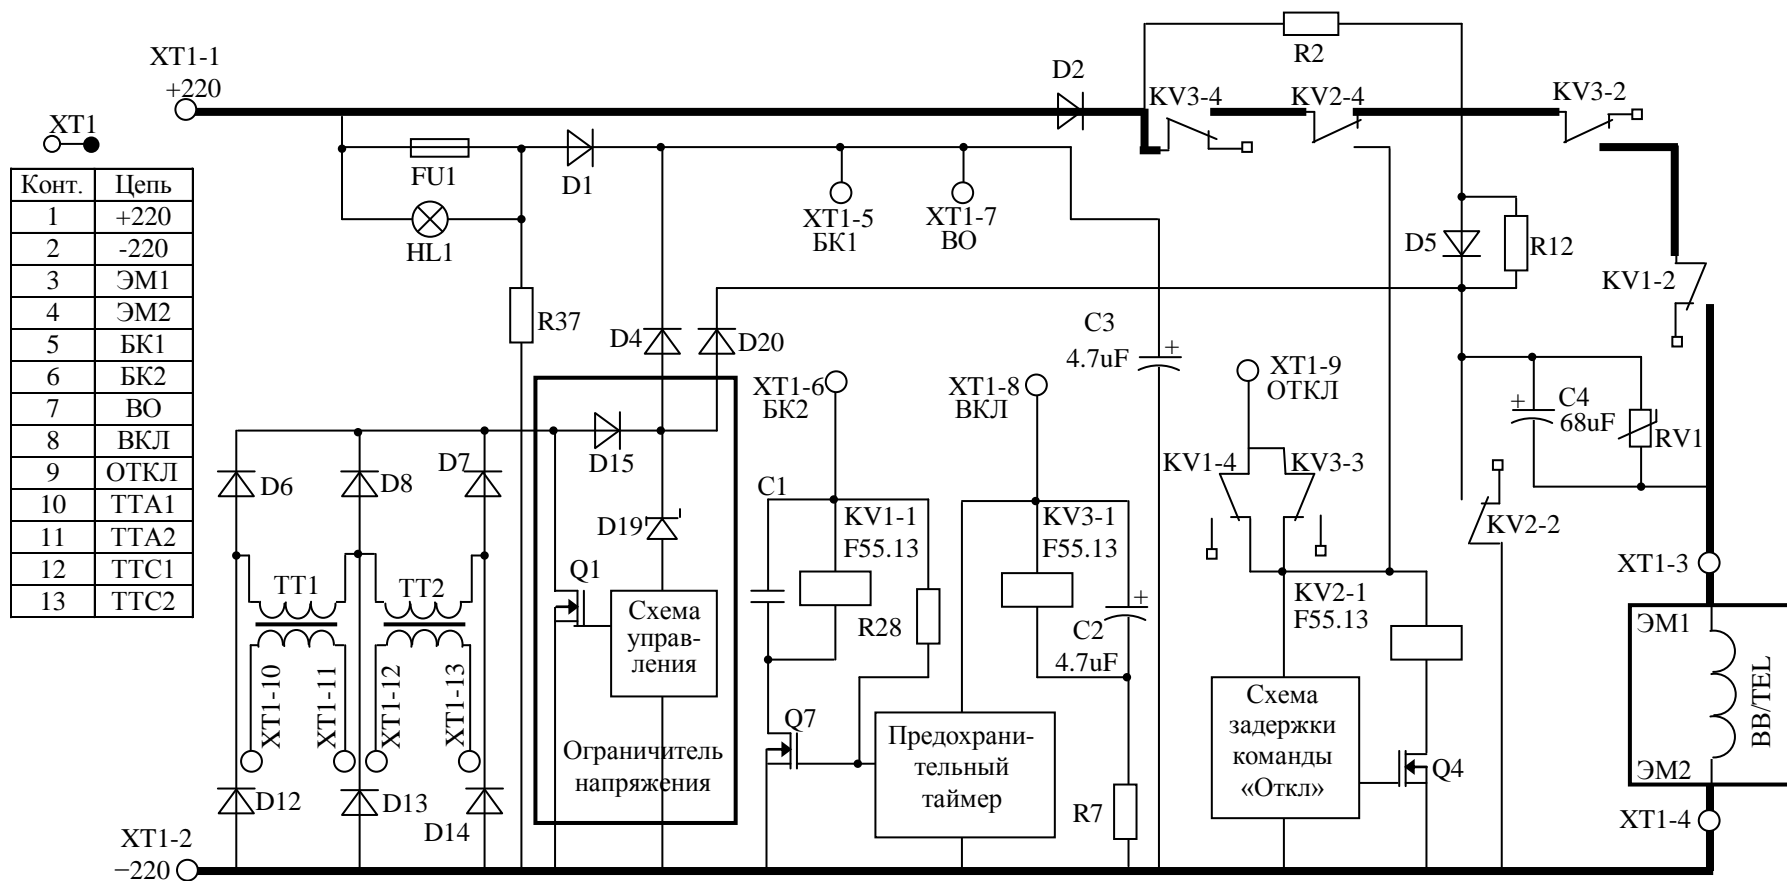 XT1-1
+220
XT1
Конт. Цепь
1 +220
2 -220
3 ЭМ1
4 ЭМ2
5 БК1
6 БК2
7 ВО
8 ВКЛ
9 ОТКЛ
10 ТТА1
11 ТТА2
12 ТТС1
13 ТТС2
FU1
HL1
D1
R37
D2
KV3-4
R2
KV2-4
KV3-2
XT1-5
БК1
XT1-7
ВО
D5
R12
KV1-2
D4
D20
C3
4.7uF
+
XT1-6
БК2
XT1-8
ВКЛ
XT1-9
ОТКЛ
+
C4
68uF
RV1
D6
D8
D7
D15
D19
Q1
Схема
управ-
ления
Ограничитель
напряжения
C1
KV1-1
F55.13
R28
Q7
KV3-1
F55.13
+
C2
4.7uF
Предохрани-
тельный
таймер
R7
KV1-4
KV3-3
KV2-1
F55.13
Схема
задержки
команды
«Откл»
Q4
KV2-2
XT1-3
ЭМ1
ВВ/TEL
ЭМ2
XT1-4
ТТ1
ТТ2
XT1-10
XT1-11
XT1-12
XT1-13
D12
D13
D14
XT1-2
−220